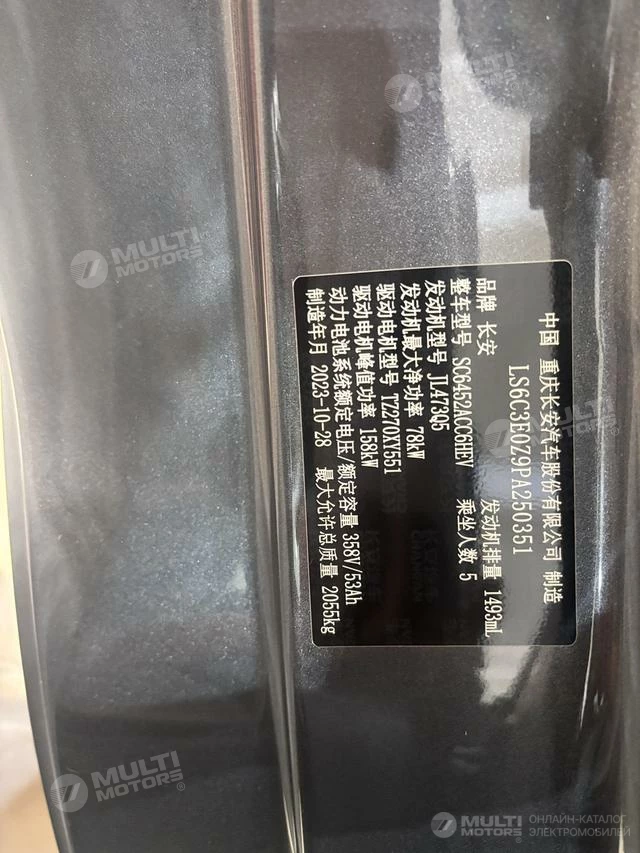 中国 重庆长安汽车股份有限公司 制造
LS6C3E0Z9PA250351
品牌 长安 发动机排量 1493mL
整车型号 SC6452ACC6HEV 乘坐人数 5
发动机型号 JL473Q5
发动机最大净功率 78kW
驱动电机型号 TZ270XY551
驱动电机峰值功率 158kW
动力电池系统额定电压/额定容量 358V/53Ah
制造年月 2023-10-28 最大允许总质量 2055kg
MULTI MOTORS
MULTI MOTORS
MULTI MOTORS®
MULTI MOTORS®
ОНЛАЙН-КАТАЛОГ
ЭЛЕКТРОМОБИЛЕЙ